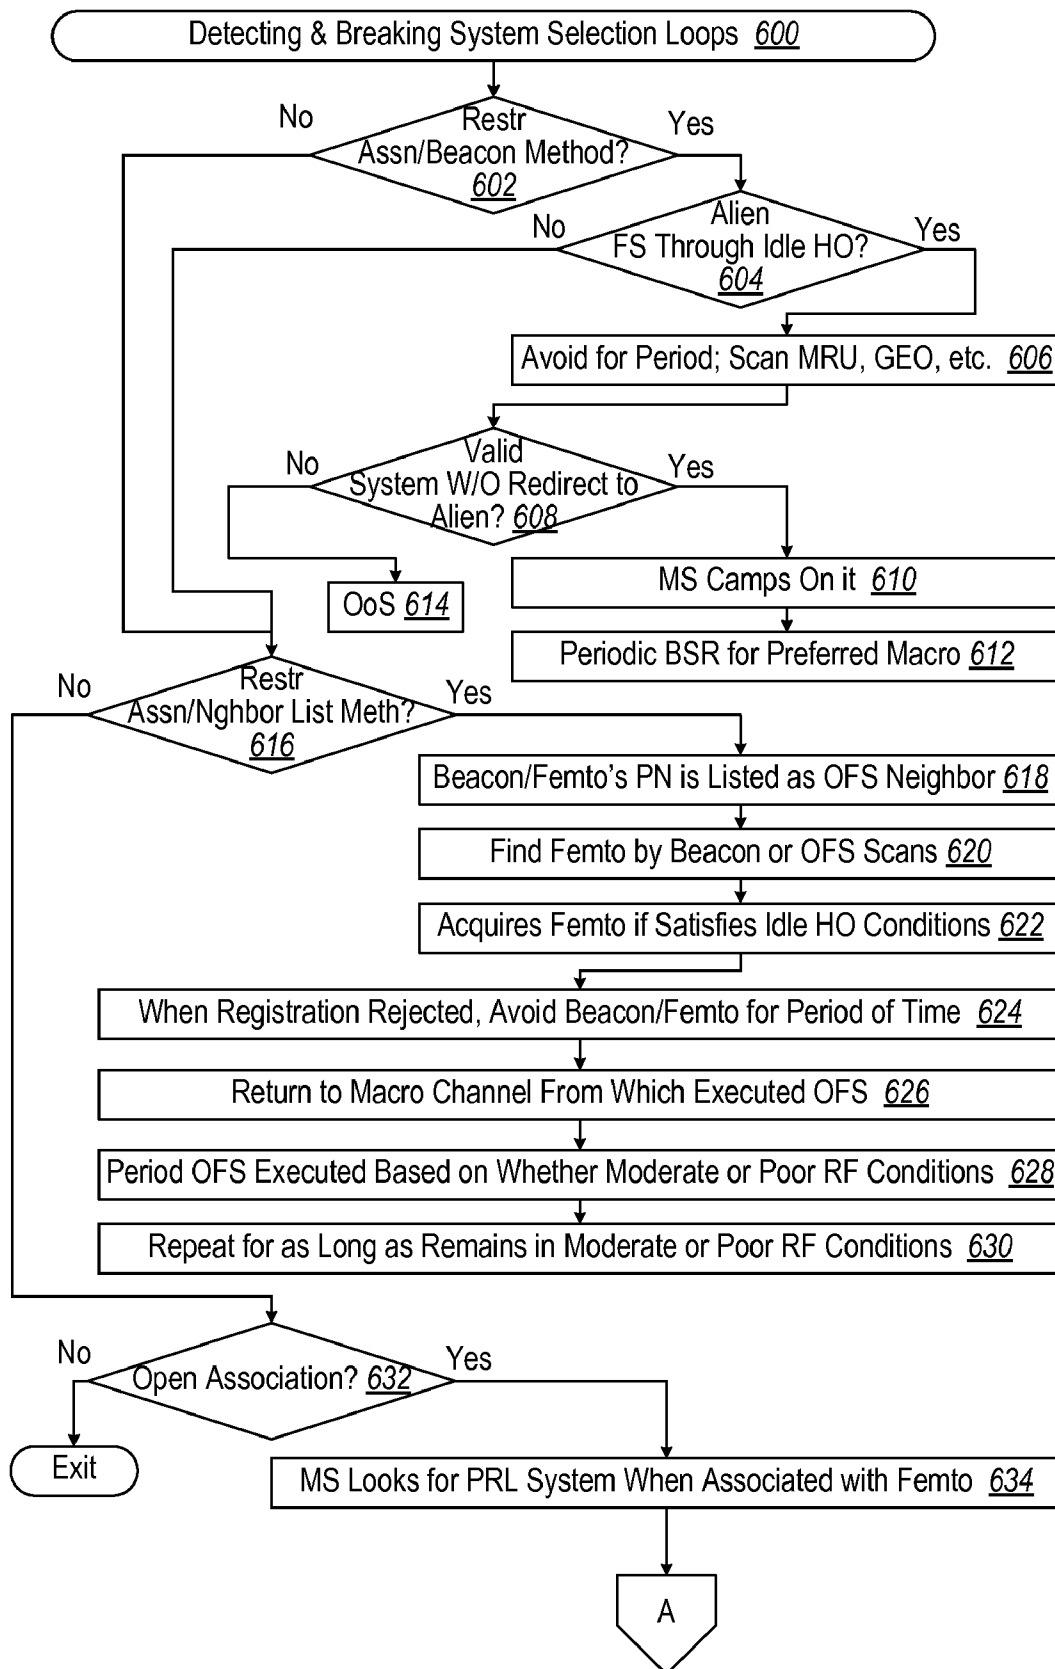 Detecting & Breaking System Selection Loops 600
No
Restr
Assn/Beacon Method?
602
Yes
No
Alien
FS Through Idle HO?
604
Yes
Avoid for Period; Scan MRU, GEO, etc. 606
No
Valid
System W/O Redirect to
Alien? 608
Yes
MS Camps On it 610
OoS 614
Periodic BSR for Preferred Macro 612
No
Restr
Assn/Nghbor List Meth?
616
Yes
Beacon/Femto's PN is Listed as OFS Neighbor 618
Find Femto by Beacon or OFS Scans 620
Acquires Femto if Satisfies Idle HO Conditions 622
When Registration Rejected, Avoid Beacon/Femto for Period of Time 624
Return to Macro Channel From Which Executed OFS 626
Period OFS Executed Based on Whether Moderate or Poor RF Conditions 628
Repeat for as Long as Remains in Moderate or Poor RF Conditions 630
No
Open Association? 632
Yes
Exit
MS Looks for PRL System When Associated with Femto 634
A